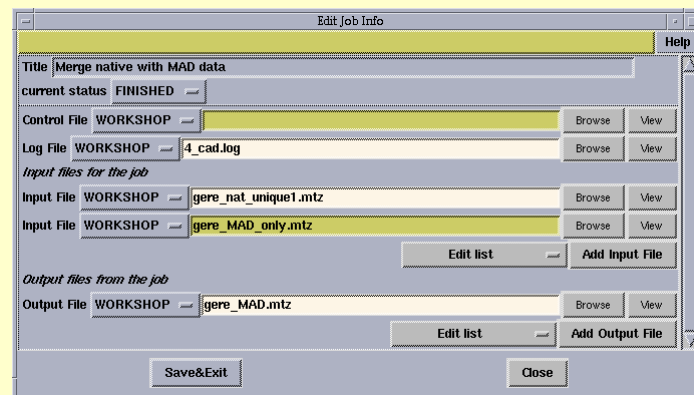 Edit Job Info
Help
Title Merge native with MAD data
current status FINISHED
Control File WORKSHOP Browse View
Log File WORKSHOP 4_cad.log Browse View
Input files for the job
Input File WORKSHOP gere_nat_unique1.mtz Browse View
Input File WORKSHOP gere_MAD_only.mtz Browse View
Edit list Add Input File
Output files from the job
Output File WORKSHOP gere_MAD.mtz Browse View
Edit list Add Output File
Save&Exit Close